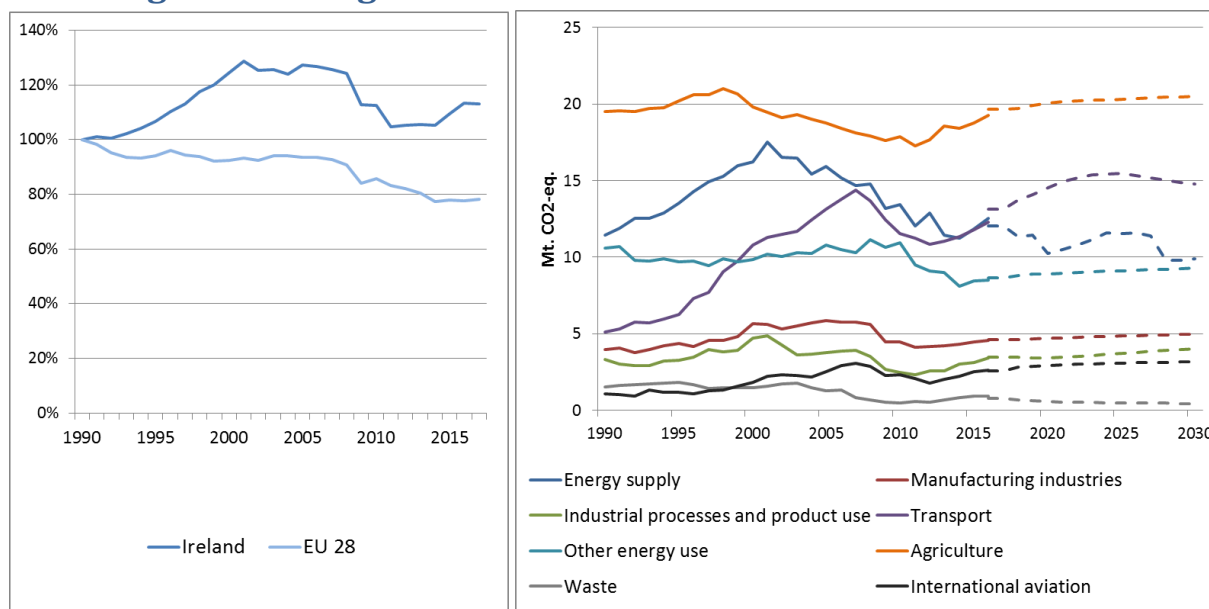 140%
120%
100%
80%
60%
40%
20%
0%
1990 1995 2000 2005 2010 2015
Ireland EU 28
Mt. CO2-eq.
25
20
15
10
5
0
1990 1995 2000 2005 2010 2015 2020 2025 2030
Energy supply Manufacturing industries
Industrial processes and product use Transport
Other energy use Agriculture
Waste International aviation